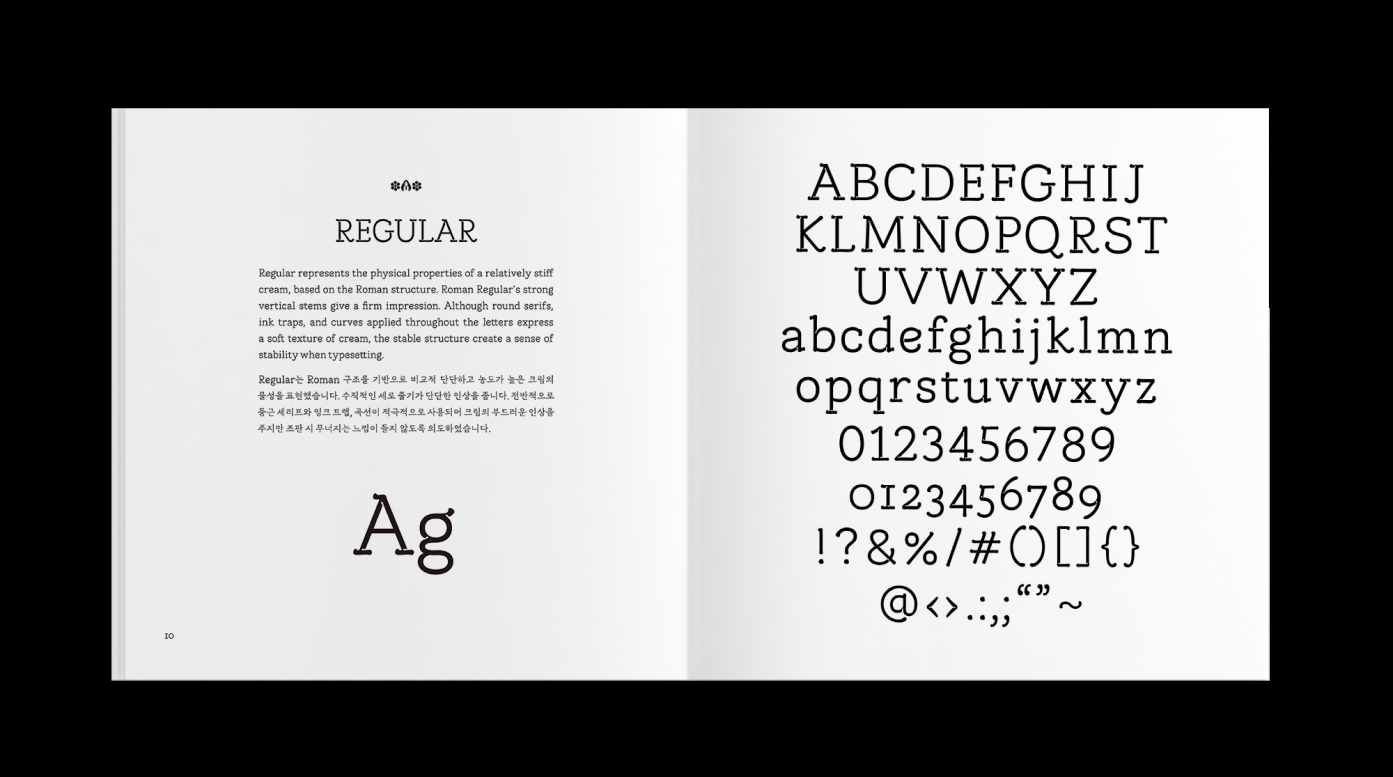 REGULAR
Regular represents the physical properties of a relatively stiff
cream, based on the Roman structure. Roman Regular's strong
vertical stems give a firm impression. Although round serifs,
ink traps, and curves applied throughout the letters express
a soft texture of cream, the stable structure create a sense of
stability when typesetting.
Regular는 Roman 구조를 기반으로 비교적 단단하고 농도가 높은 크림의
물성을 표현했습니다. 수직적인 세로 줄기가 단단한 인상을 줍니다. 전반적으로
둥근 세리프와 잉크 트랩, 곡선이 적극적으로 사용되어 크림의 부드러운 인상을
주지만 조판 시 무너지는 느낌이 들지 않도록 의도하였습니다.
Ag
10
ABCDEFGHIJ
KLMNOPQRST
UVWXYZ
abcdefghijklmn
opqrstuvwxyz
0123456789
0123456789
!?&%/#()[]{}
@<>.:,;“”~